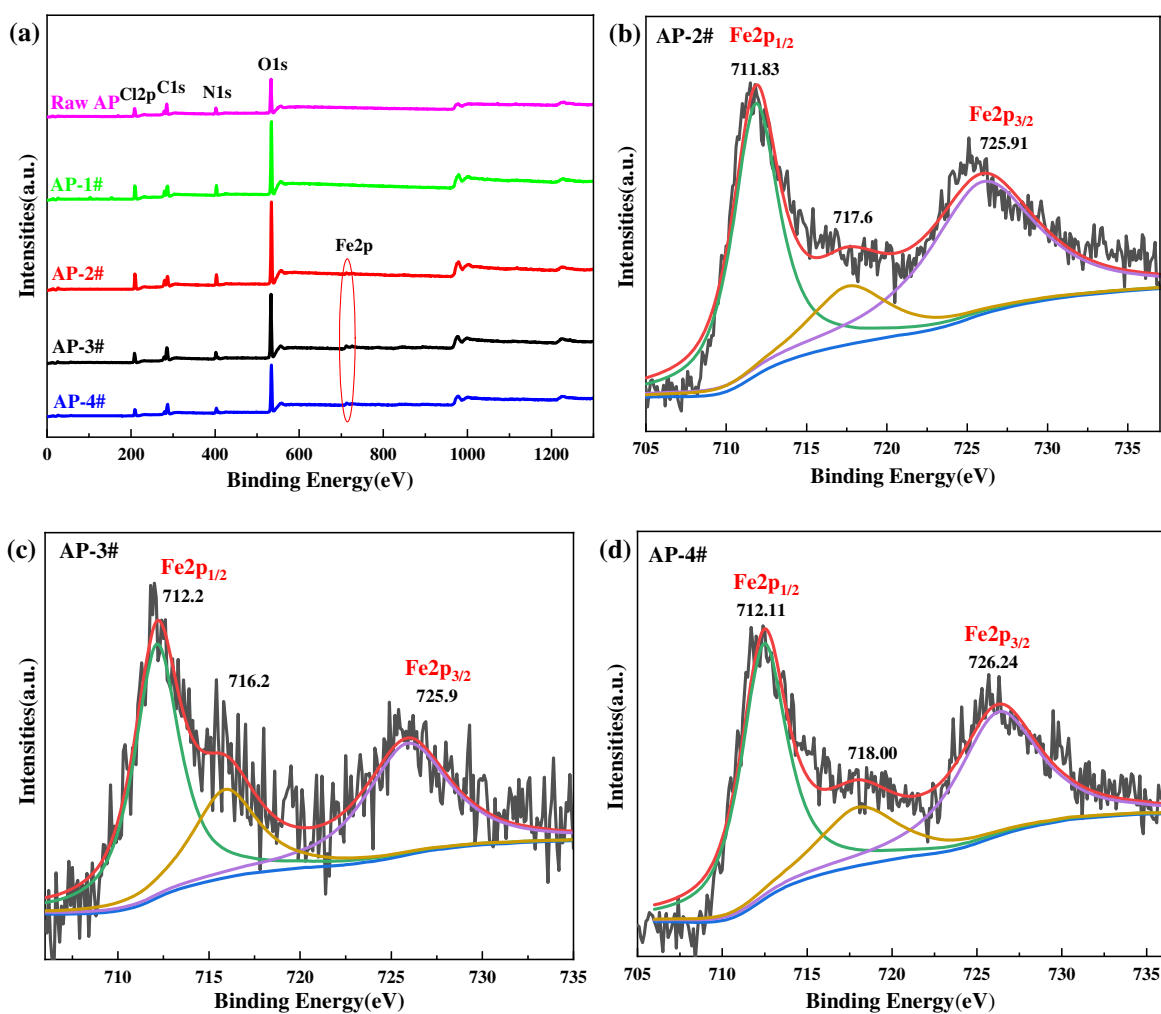 (a)
Raw AP
Cl2p
C1s
N1s
O1s
AP-1#
AP-2#
Fe2p
AP-3#
AP-4#
Intensities(a.u.)
0 200 400 600 800 1000 1200
Binding Energy(eV)
(b)
AP-2#
Fe2p1/2
711.83
Fe2p3/2
725.91
717.6
Intensities(a.u.)
705 710 715 720 725 730 735
Binding Energy(eV)
(c)
AP-3#
Fe2p1/2
712.2
716.2
Fe2p3/2
725.9
Intensities(a.u.)
710 715 720 725 730 735
Binding Energy(eV)
(d)
AP-4#
Fe2p1/2
712.11
Fe2p3/2
726.24
718.00
Intensities(a.u.)
705 710 715 720 725 730 735
Binding Energy(eV)